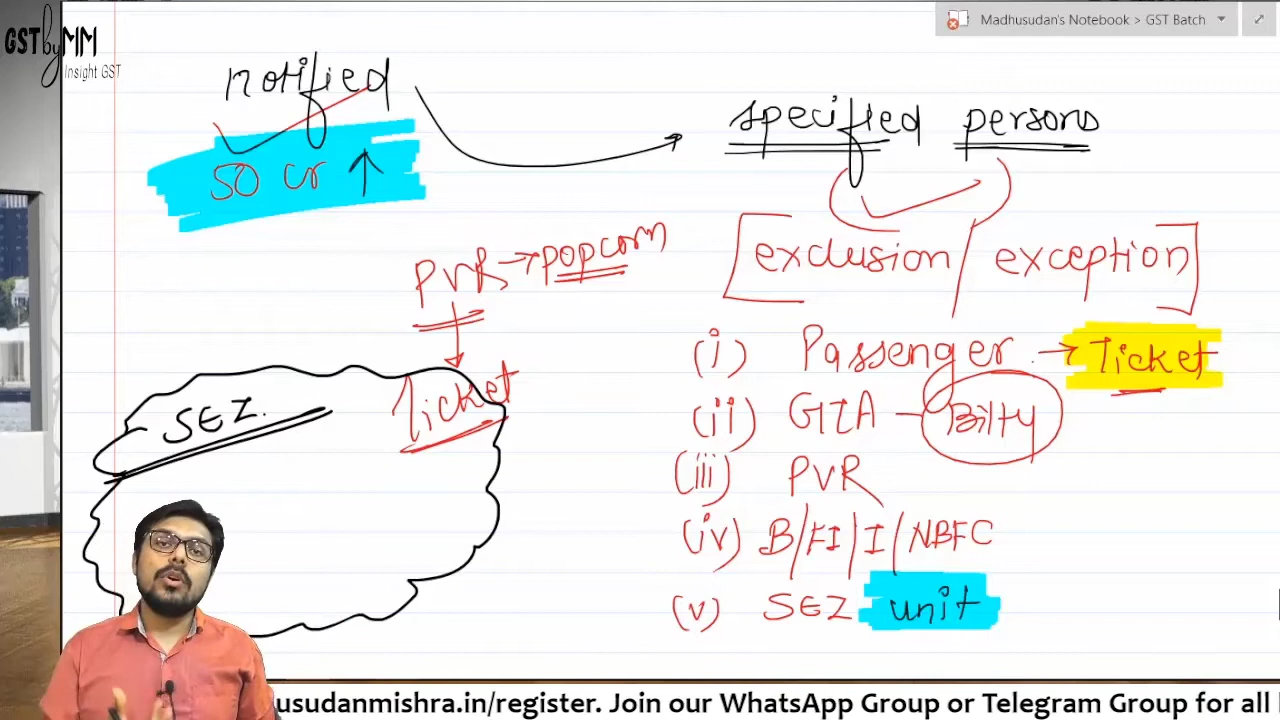 GST by MM
Insight GST
Madhusudan's Notebook > GST Batch
notified
50 cr ↑
specified persons
[exclusion / exception]
PVR → popcorn
Ticket
SEZ.
(i) Passenger → Ticket
(ii) GTA - Bilty
(iii) PVR
(iv) B/FI/I/NBFC
(v) SEZ unit
usudanmishra.in/register. Join our WhatsApp Group or Telegram Group for all